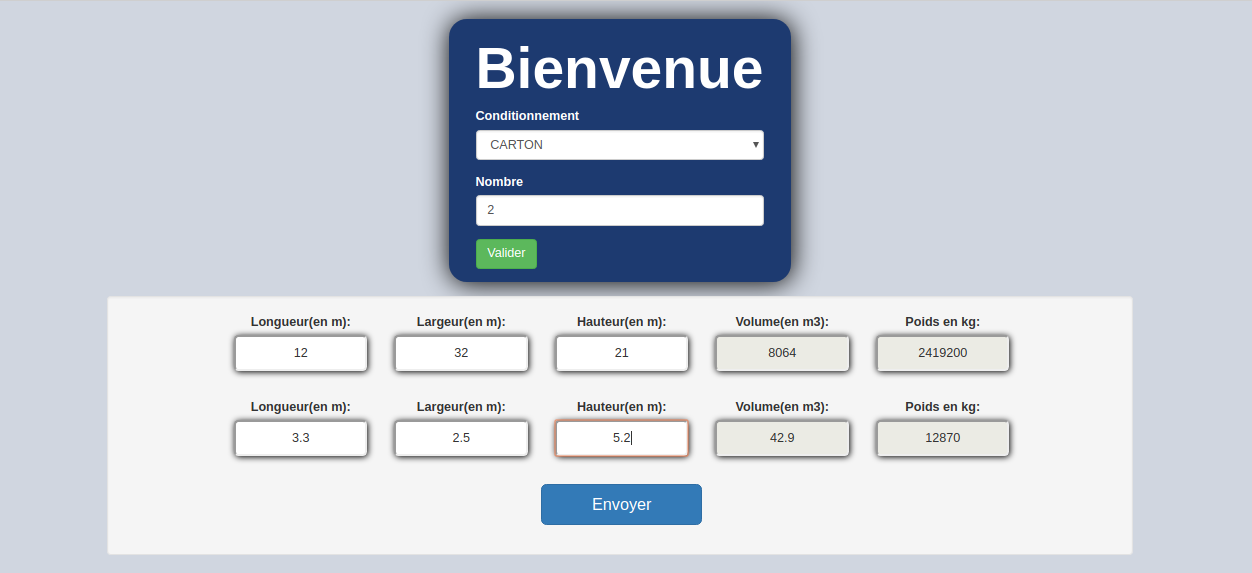 Bienvenue
Conditionnement
CARTON
Nombre
2
Valider
Longueur(en m): Largeur(en m): Hauteur(en m): Volume(en m3): Poids en kg:
12 32 21 8064 2419200
Longueur(en m): Largeur(en m): Hauteur(en m): Volume(en m3): Poids en kg:
3.3 2.5 5.2 42.9 12870
Envoyer